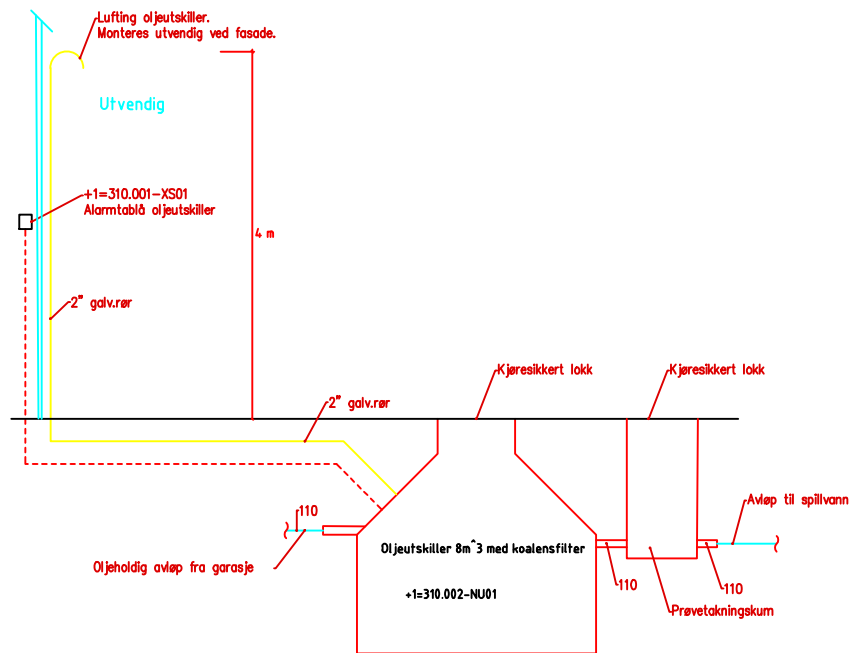 Lufting oljeutskiller.
Monteres utvendig ved fasade.
Utvendig
+1=310.001-XS01
Alarmtablå oljeutskiller
4 m
2" galv.rør
Kjøresikkert lokk
Kjøresikkert lokk
2" galv.rør
Avløp til spillvann
110
Oljeutskiller 8m^3 med koalensfilter
Oljeholdig avløp fra garasje
110
110
+1=310.002-NU01
Prøvetakningskum